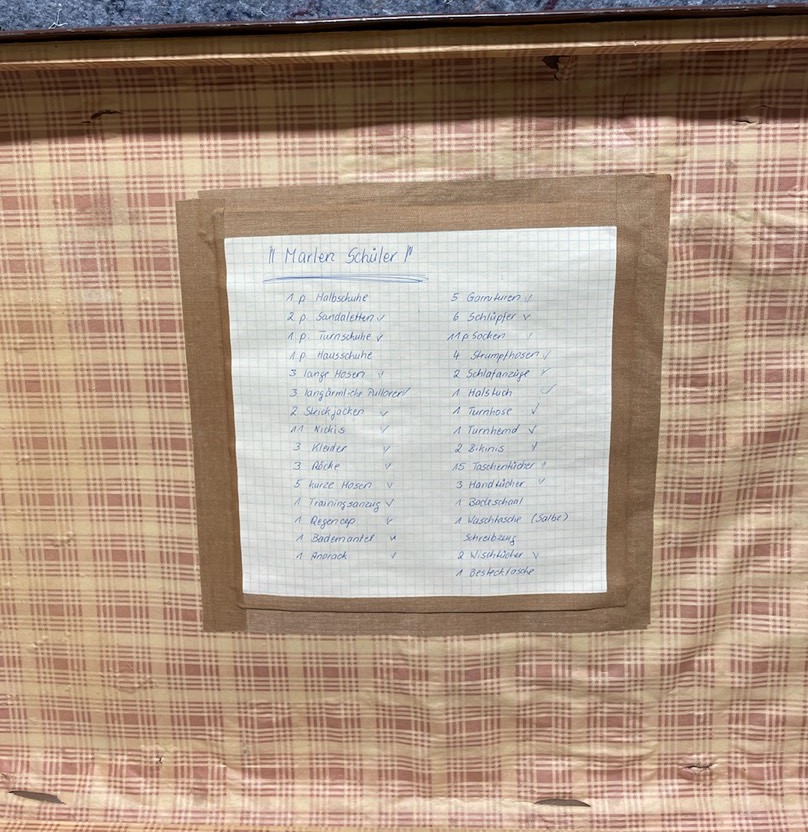 " Marlen Schüler "
1 p Halbschuhe
2 p Sandaletten ✓
1 p. Turnschuhe ✓
1 p. Hausschuhe
3 lange Hosen ✓
3 langärmliche Pullover ✓
2 Strickjacken ✓
11 Nickis ✓
3 Kleider ✓
3 Röcke ✓
5 kurze Hosen ✓
1 Trainingsanzug ✓
1 Regencap ✓
1 Bademantel ✓
1 Anorack ✓
5 Garnituren ✓
6 Schlüpfer ✓
11 p Socken ✓
4 Strumpfhosen ✓
2 Schlafanzüge ✓
1 Halstuch ✓
1 Turnhose ✓
1 Turnhemd ✓
2 Bikinis ✓
15 Taschentücher ✓
3 Handtücher ✓
1 Badeschaal
1 Waschtasche (Salbe)
Schreibzeug
2 Wischtücher ✓
1 Bestecktasche